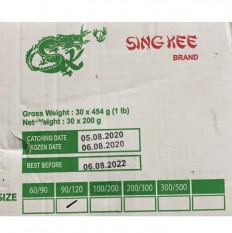 SK
SING KEE
BRAND
Gross Weight : 30 x 454 g (1 lb)
Net Weight : 30 x 200 g
CATCHING DATE 05.08.2020
FROZEN DATE 06.08.2020
BEST BEFORE 06.08.2022
SIZE 60/90 90/120 100/200 200/300 300/500